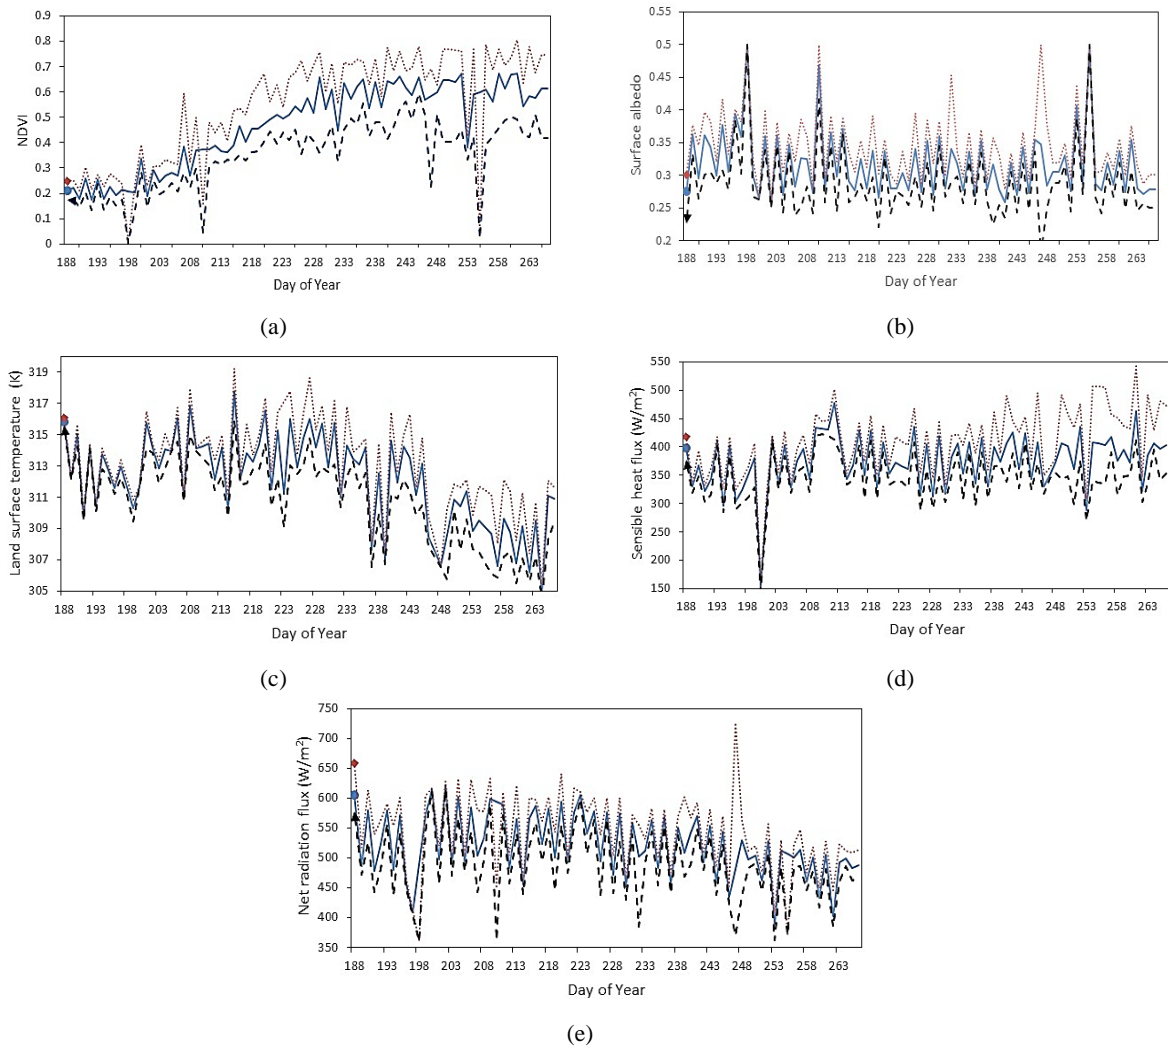 0.9
0.8
0.7
0.6
0.5
0.4
0.3
0.2
0.1
0
NDVI
188 193 198 203 208 213 218 223 228 233 238 243 248 253 258 263
Day of Year
(a)
0.55
0.5
0.45
0.4
0.35
0.3
0.25
0.2
Surface albedo
188 193 198 203 208 213 218 223 228 233 238 243 248 253 258 263
Day of Year
(b)
319
317
315
313
311
309
307
305
Land surface temperature (K)
188 193 198 203 208 213 218 223 228 233 238 243 248 253 258 263
Day of Year
(c)
550
500
450
400
350
300
250
200
150
Sensible heat flux (W/m²)
188 193 198 203 208 213 218 223 228 233 238 243 248 253 258 263
Day of Year
(d)
750
700
650
600
550
500
450
400
350
Net radiation flux (W/m²)
188 193 198 203 208 213 218 223 228 233 238 243 248 253 258 263
Day of Year
(e)